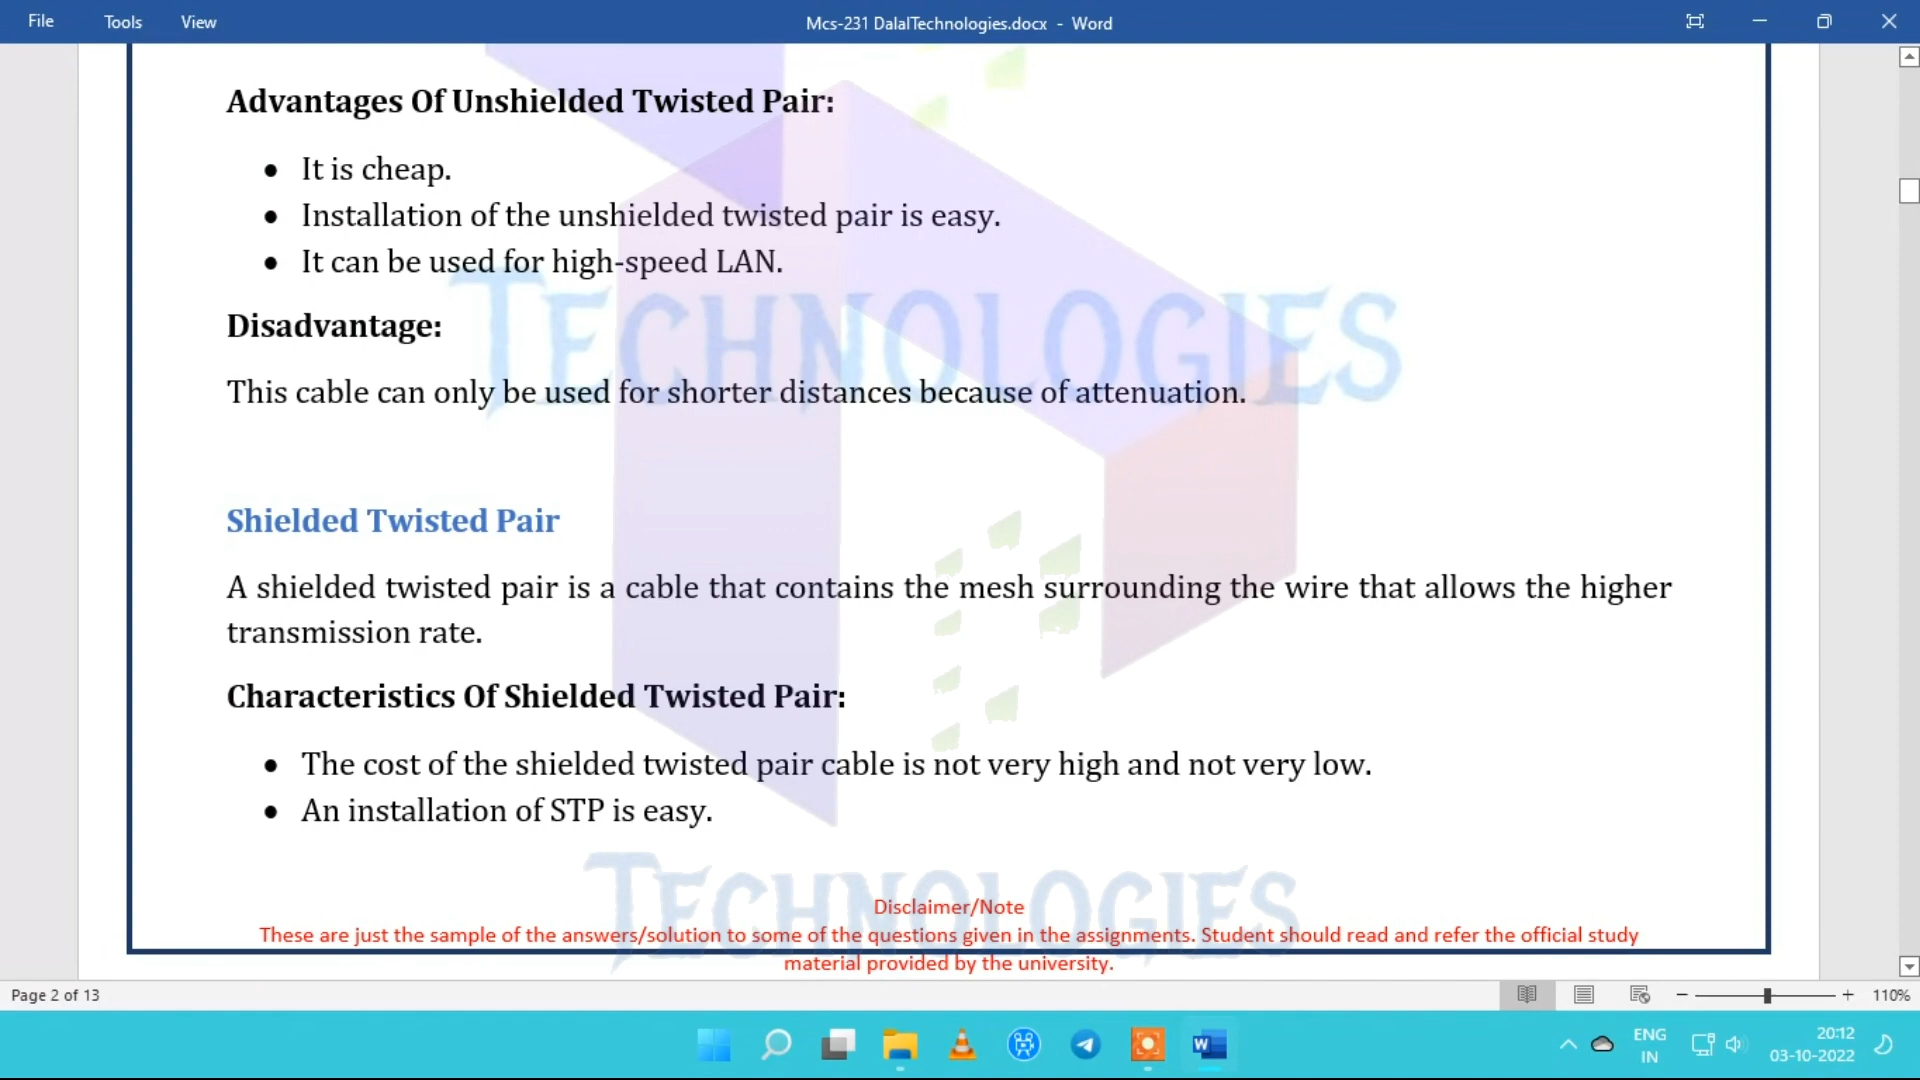 File Tools View Mcs-231 DalalTechnologies.docx - Word
Advantages Of Unshielded Twisted Pair:
• It is cheap.
• Installation of the unshielded twisted pair is easy.
• It can be used for high-speed LAN.
TECHNOLOGIES
Disadvantage:
This cable can only be used for shorter distances because of attenuation.
Shielded Twisted Pair
A shielded twisted pair is a cable that contains the mesh surrounding the wire that allows the higher
transmission rate.
Characteristics Of Shielded Twisted Pair:
• The cost of the shielded twisted pair cable is not very high and not very low.
• An installation of STP is easy.
TECHNOLOGIES
Disclaimer/Note
These are just the sample of the answers/solution to some of the questions given in the assignments. Student should read and refer the official study
material provided by the university.
Page 2 of 13 110%
ENG 20:12
IN 03-10-2022